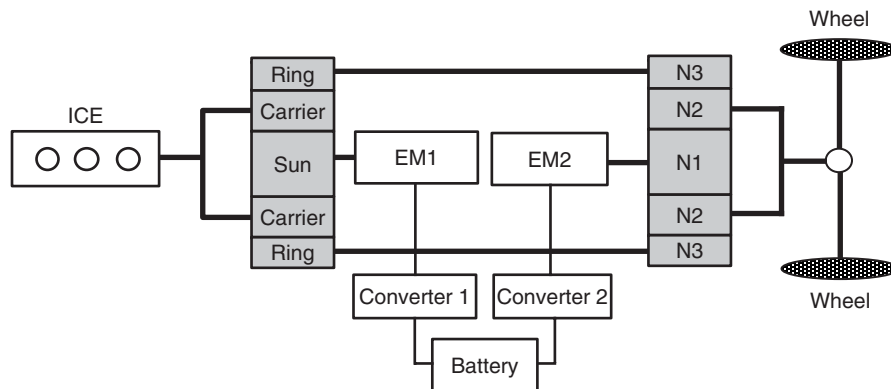 Wheel
Ring
N3
ICE
Carrier
N2
Sun
EM1
EM2
N1
Carrier
N2
Ring
N3
Converter 1
Converter 2
Wheel
Battery